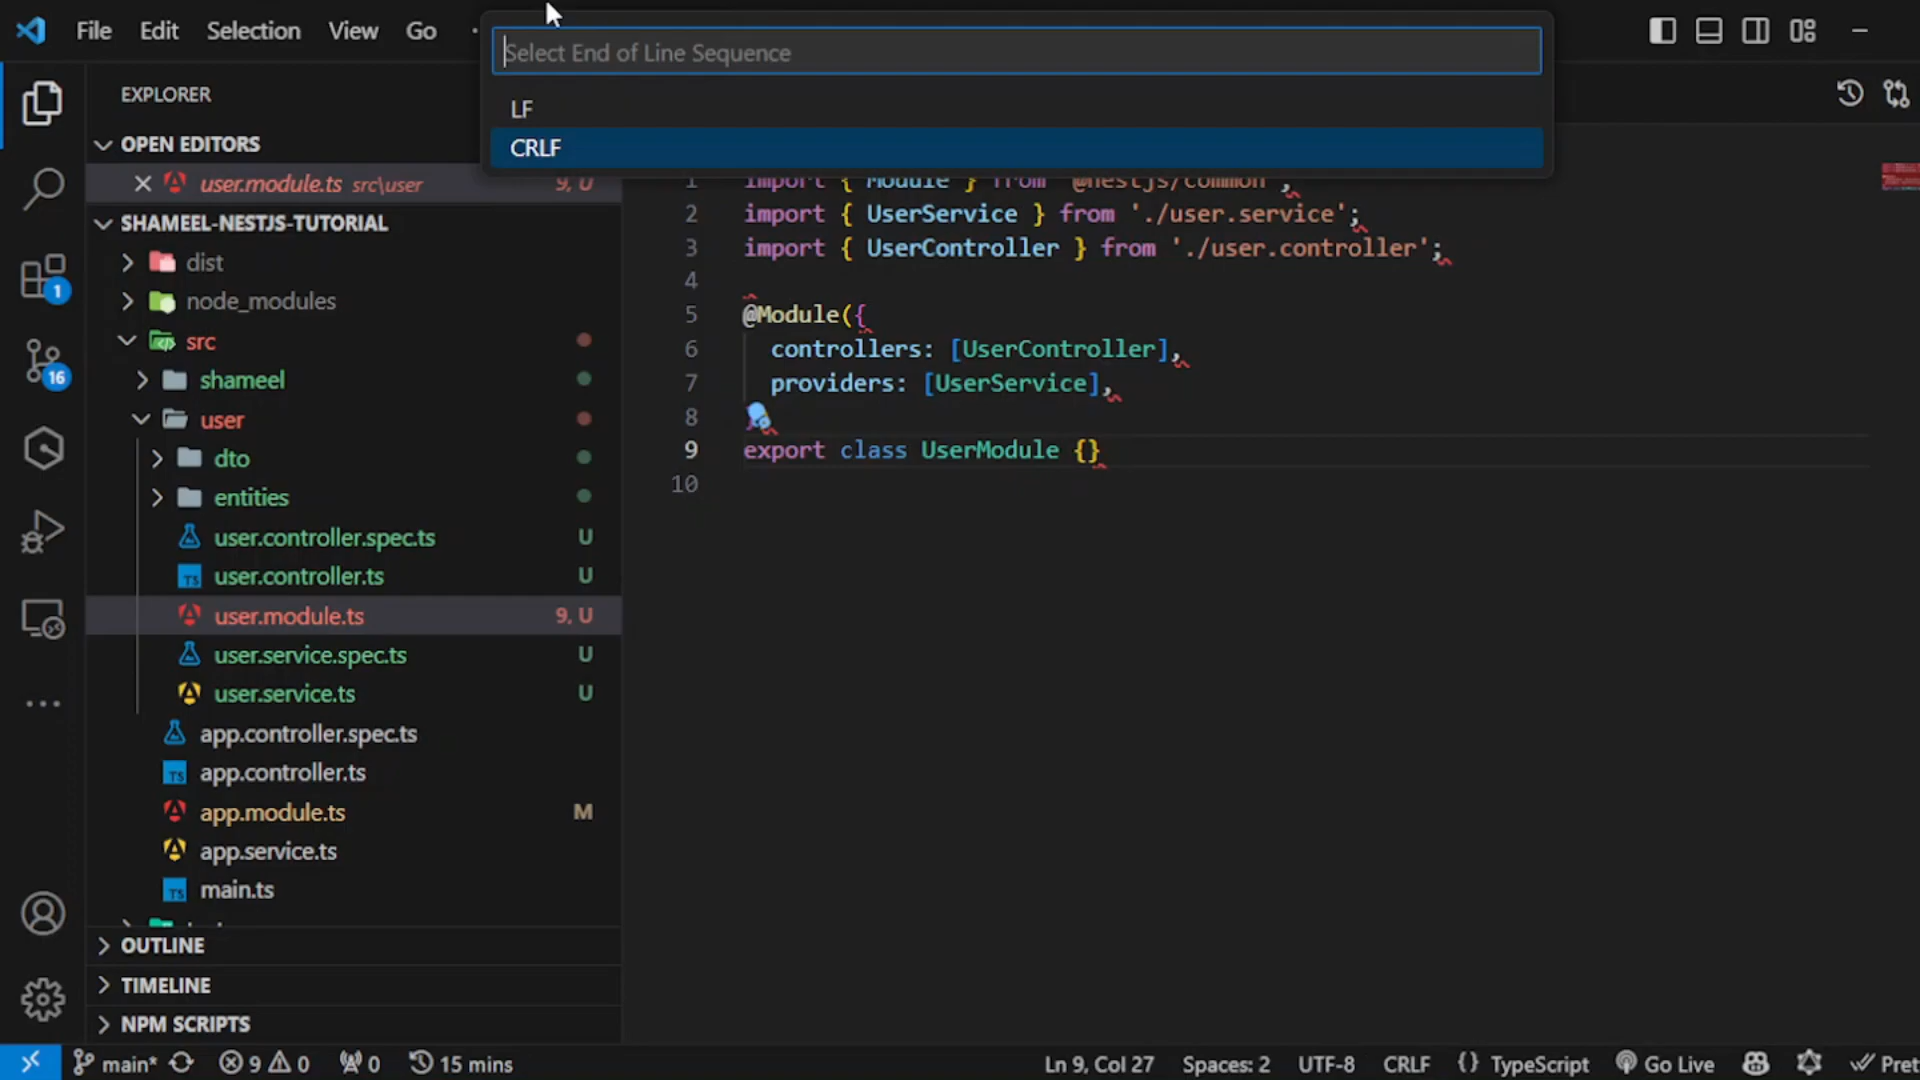 File Edit Selection View Go
Select End of Line Sequence
LF
CRLF
EXPLORER
OPEN EDITORS
user.module.ts src\user 9, U
SHAMEEL-NESTJS-TUTORIAL
dist
node_modules
src
shameel
user
dto
entities
user.controller.spec.ts U
user.controller.ts U
user.module.ts 9, U
user.service.spec.ts U
user.service.ts U
app.controller.spec.ts
app.controller.ts
app.module.ts M
app.service.ts
main.ts
OUTLINE
TIMELINE
NPM SCRIPTS
1 import { Module } from '@nestjs/common';
2 import { UserService } from './user.service';
3 import { UserController } from './user.controller';
4
5 @Module({
6 controllers: [UserController],
7 providers: [UserService],
8
9 export class UserModule {}
10
1
16
main* 9 0 0 15 mins Ln 9, Col 27 Spaces: 2 UTF-8 CRLF {} TypeScript Go Live